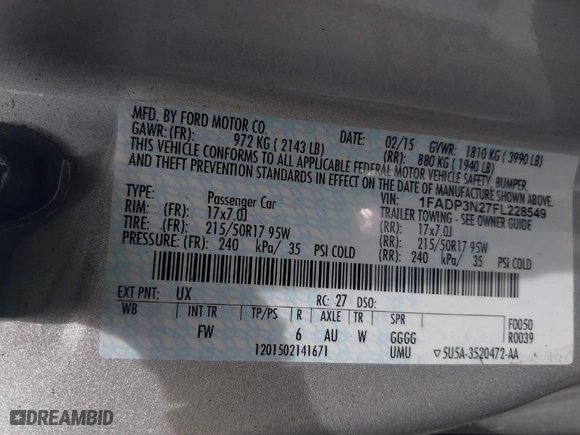 MFD. BY FORD MOTOR CO.
DATE: 02/15 GVWR: 1810 KG ( 3990 LB)
GAWR: (FR): 972 KG ( 2143 LB) (RR): 880 KG ( 1940 LB)
THIS VEHICLE CONFORMS TO ALL APPLICABLE FEDERAL MOTOR VEHICLE SAFETY, BUMPER,
AND THEFT PREVENTION STANDARDS IN EFFECT ON THE DATE OF MANUFACTURE SHOWN ABOVE.
VIN: 1FADP3N27FL228549
TYPE: Passenger Car TRAILER TOWING - SEE OWNER GUIDE
RIM: (FR): 17x7.0J (RR): 17x7.0J
TIRE: (FR): 215/50R17 95W (RR): 215/50R17 95W
PRESSURE: (FR): 240 kPa/ 35 PSI COLD (RR): 240 kPa/ 35 PSI COLD
EXT PNT: UX RC: 27 DSO:
WB INT TR TP/PS R AXLE TR SPR F0050
FW 6 AU W GGGG R0039
1201502141671 UMU ▽5U5A-3520472-AA
DREAMBID